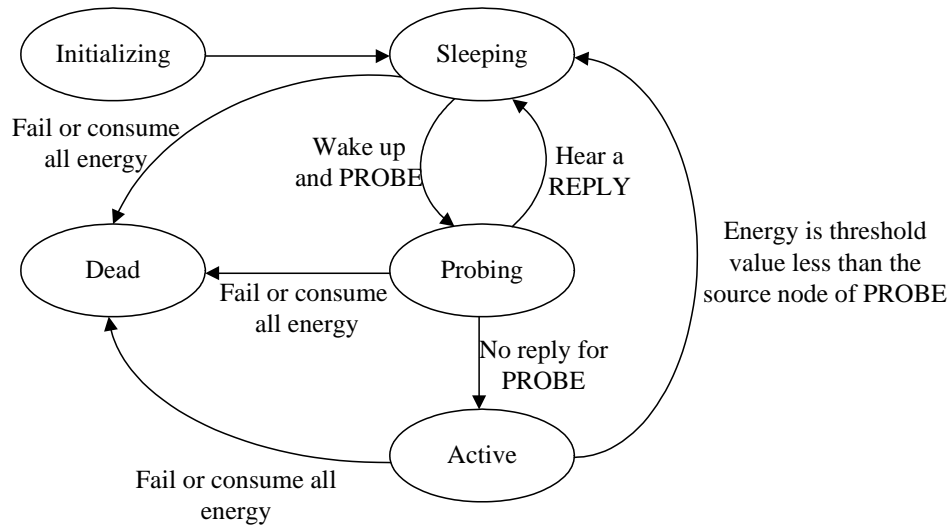 Initializing
Sleeping
Fail or consume
all energy
Wake up
and PROBE
Hear a
REPLY
Energy is threshold
value less than the
source node of PROBE
Dead
Probing
Fail or consume
all energy
No reply for
PROBE
Active
Fail or consume all
energy